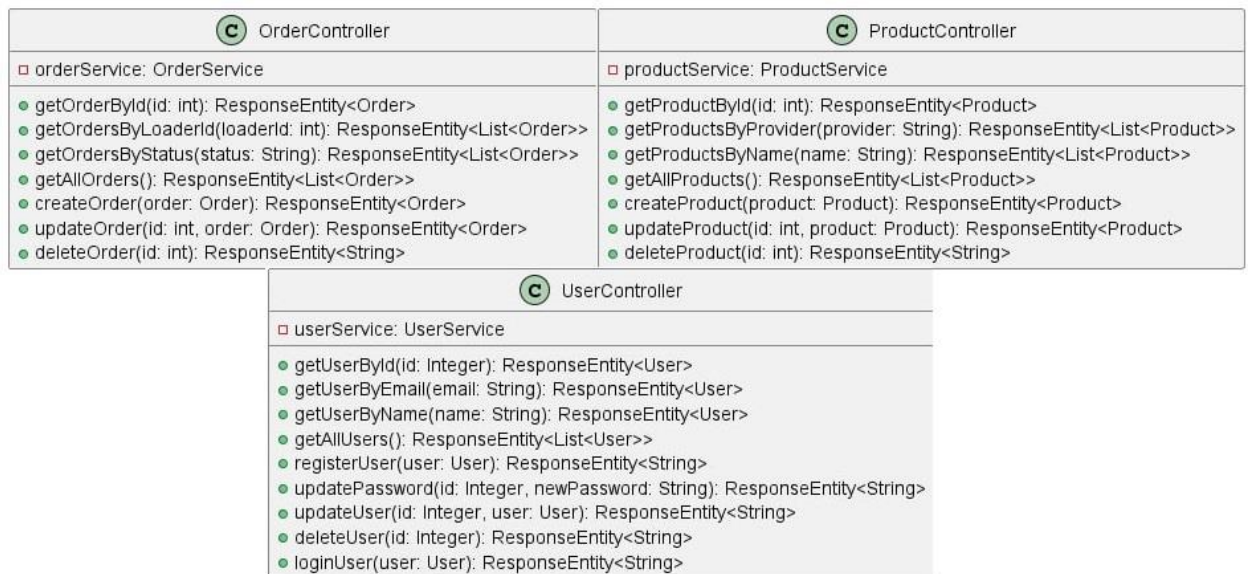 C OrderController
orderService: OrderService
getOrderById(id: int): ResponseEntity<Order>
getOrdersByLoaderId(loaderId: int): ResponseEntity<List<Order>>
getOrdersByStatus(status: String): ResponseEntity<List<Order>>
getAllOrders(): ResponseEntity<List<Order>>
createOrder(order: Order): ResponseEntity<Order>
updateOrder(id: int, order: Order): ResponseEntity<Order>
deleteOrder(id: int): ResponseEntity<String>
C ProductController
productService: ProductService
getProductById(id: int): ResponseEntity<Product>
getProductsByProvider(provider: String): ResponseEntity<List<Product>>
getProductsByName(name: String): ResponseEntity<List<Product>>
getAllProducts(): ResponseEntity<List<Product>>
createProduct(product: Product): ResponseEntity<Product>
updateProduct(id: int, product: Product): ResponseEntity<Product>
deleteProduct(id: int): ResponseEntity<String>
C UserController
userService: UserService
getUserById(id: Integer): ResponseEntity<User>
getUserByEmail(email: String): ResponseEntity<User>
getUserByName(name: String): ResponseEntity<User>
getAllUsers(): ResponseEntity<List<User>>
registerUser(user: User): ResponseEntity<String>
updatePassword(id: Integer, newPassword: String): ResponseEntity<String>
updateUser(id: Integer, user: User): ResponseEntity<String>
deleteUser(id: Integer): ResponseEntity<String>
loginUser(user: User): ResponseEntity<String>